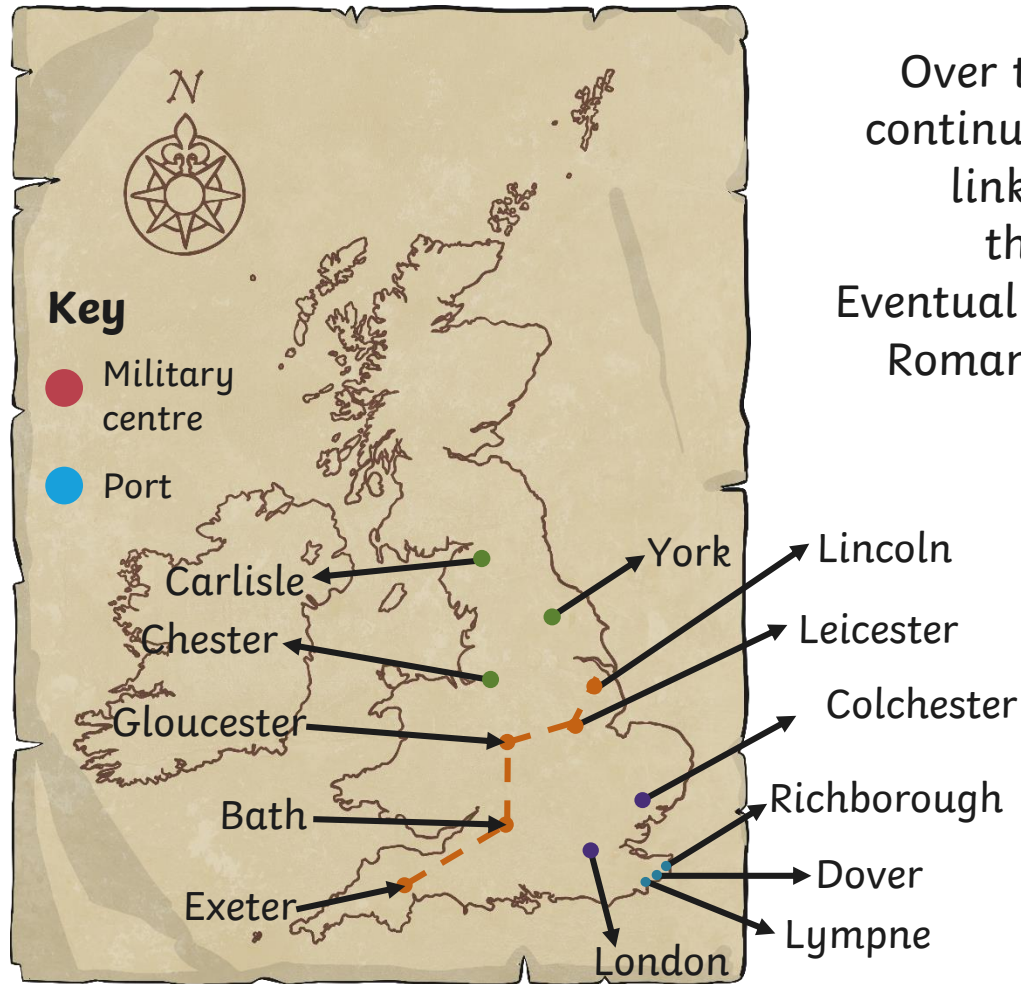 N
Over t
continu
link
th
Eventual
Roman
Key
Military
centre
Port
Carlisle
York
Lincoln
Chester
Leicester
Gloucester
Colchester
Bath
Richborough
Dover
Exeter
Lympne
London